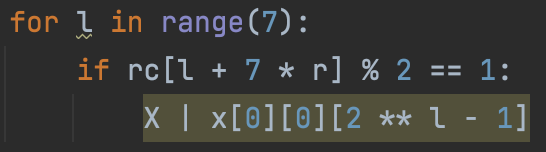 for l in range(7):
if rc[l + 7 * r] % 2 == 1:
X | x[0][0][2 ** l - 1]